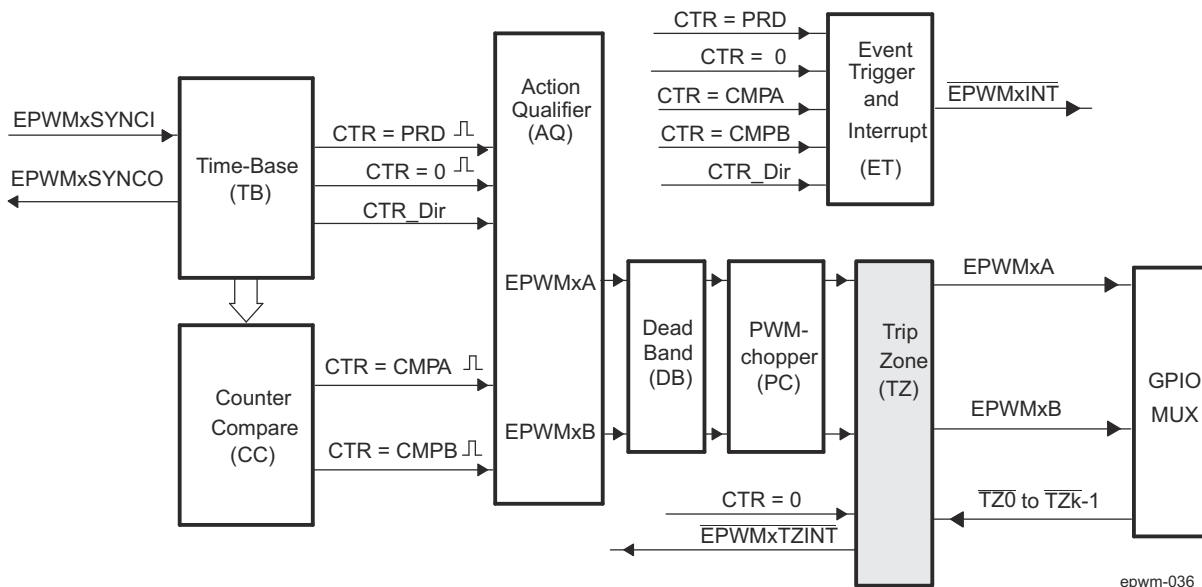 EPWMxSYNCI
EPWMxSYNCO
Time-Base
(TB)
CTR = PRD
CTR = 0
CTR_Dir
Counter
Compare
(CC)
CTR = CMPA
CTR = CMPB
Action
Qualifier
(AQ)
EPWMxA
EPWMxB
CTR = PRD
CTR = 0
CTR = CMPA
CTR = CMPB
CTR_Dir
Event
Trigger
and
Interrupt
(ET)
EPWMxINT
Dead
Band
(DB)
PWM-
chopper
(PC)
Trip
Zone
(TZ)
CTR = 0
EPWMxTZINT
EPWMxA
EPWMxB
TZ0 to TZk-1
GPIO
MUX
epwm-036